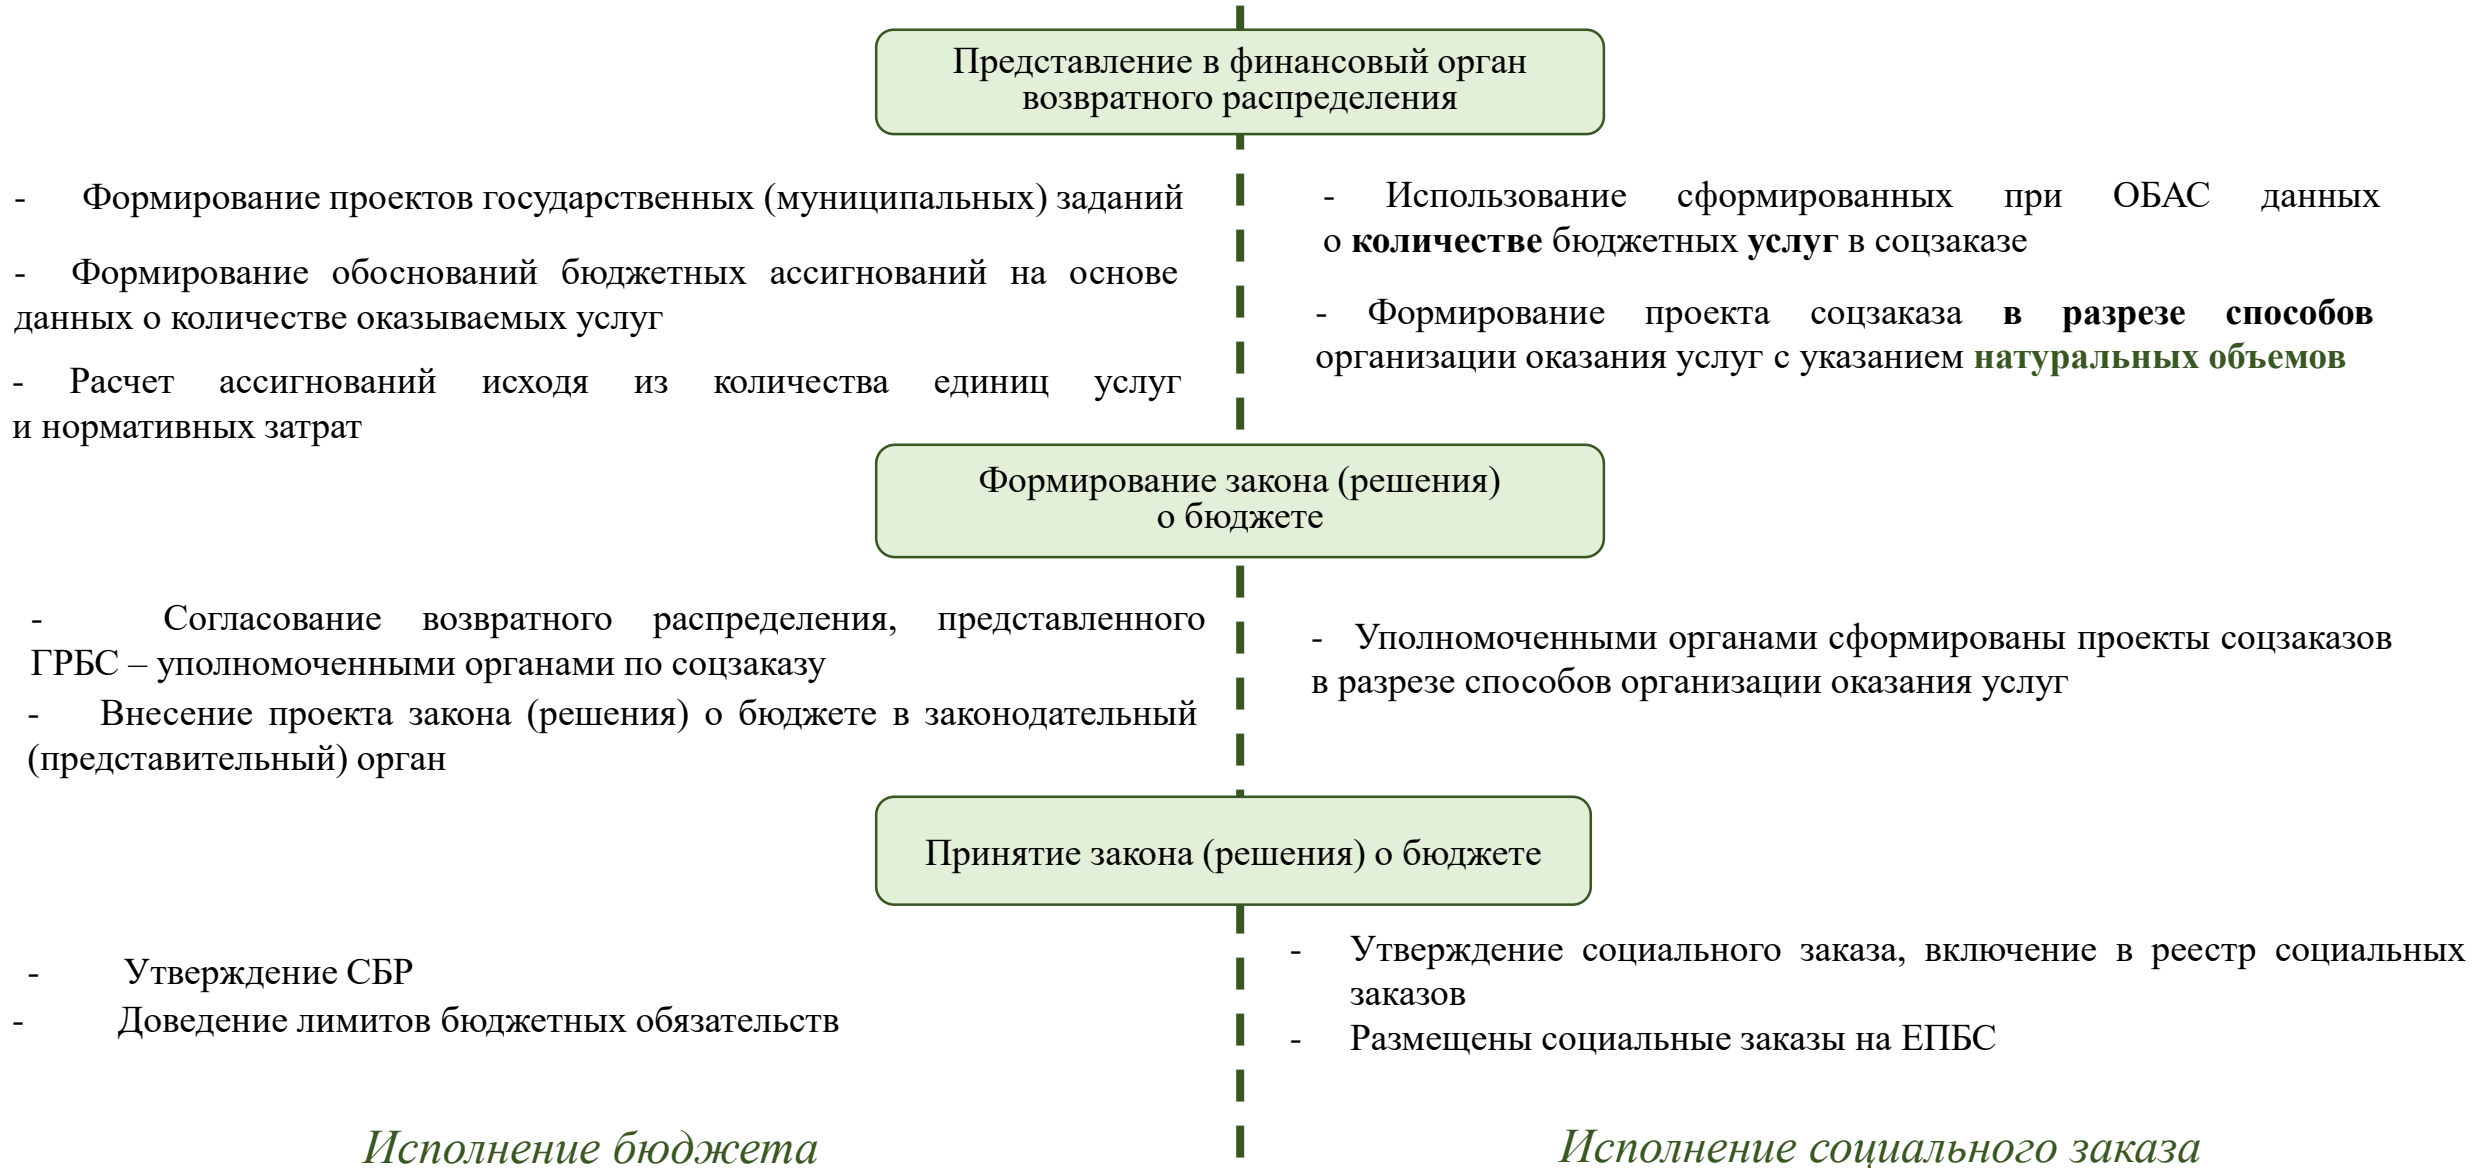 Представление в финансовый орган
возвратного распределения
- Формирование проектов государственных (муниципальных) заданий
- Формирование обоснований бюджетных ассигнований на основе
данных о количестве оказываемых услуг
- Расчет ассигнований исходя из количества единиц услуг
и нормативных затрат
- Использование сформированных при ОБАС данных
о количестве бюджетных услуг в соцзаказе
- Формирование проекта соцзаказа в разрезе способов
организации оказания услуг с указанием натуральных объемов
Формирование закона (решения)
о бюджете
- Согласование возвратного распределения, представленного
ГРБС – уполномоченными органами по соцзаказу
- Внесение проекта закона (решения) о бюджете в законодательный
(представительный) орган
- Уполномоченными органами сформированы проекты соцзаказов
в разрезе способов организации оказания услуг
Принятие закона (решения) о бюджете
- Утверждение СБР
- Доведение лимитов бюджетных обязательств
- Утверждение социального заказа, включение в реестр социальных
заказов
- Размещены социальные заказы на ЕПБС
Исполнение бюджета
Исполнение социального заказа